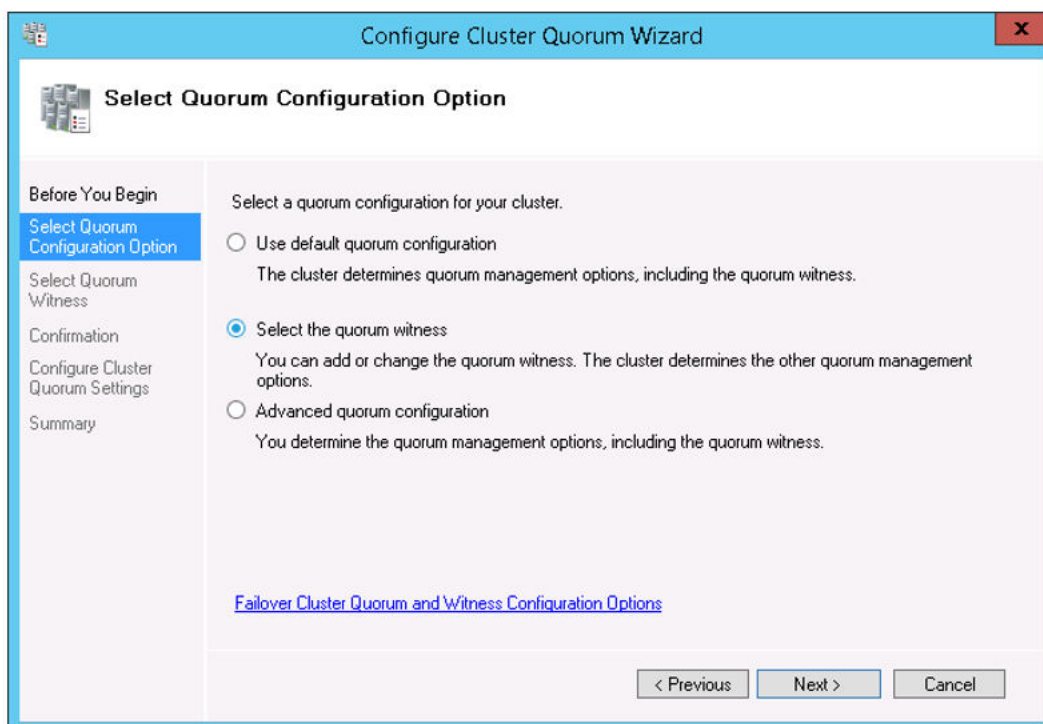 Configure Cluster Quorum Wizard
x
Select Quorum Configuration Option
Before You Begin
Select Quorum
Configuration Option
Select Quorum
Witness
Confirmation
Configure Cluster
Quorum Settings
Summary
Select a quorum configuration for your cluster.
Use default quorum configuration
The cluster determines quorum management options, including the quorum witness.
Select the quorum witness
You can add or change the quorum witness. The cluster determines the other quorum management
options.
Advanced quorum configuration
You determine the quorum management options, including the quorum witness.
Failover Cluster Quorum and Witness Configuration Options
< Previous
Next >
Cancel